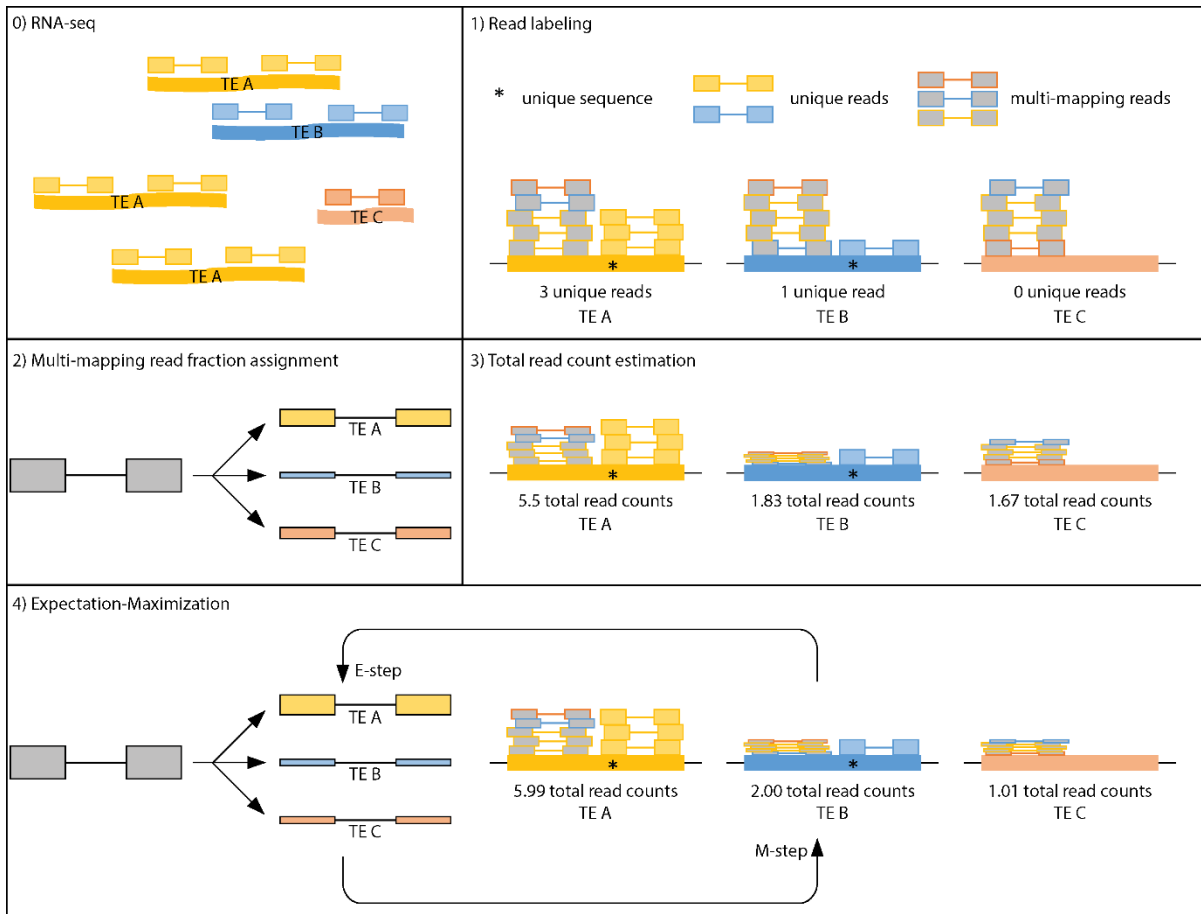 0) RNA-seq
TE A
TE B
TE A
TE C
TE A
1) Read labeling
* unique sequence
unique reads
multi-mapping reads
*
*
3 unique reads
TE A
1 unique read
TE B
0 unique reads
TE C
2) Multi-mapping read fraction assignment
TE A
TE B
TE C
3) Total read count estimation
*
*
5.5 total read counts
TE A
1.83 total read counts
TE B
1.67 total read counts
TE C
4) Expectation-Maximization
E-step
TE A
TE B
TE C
*
*
5.99 total read counts
TE A
2.00 total read counts
TE B
1.01 total read counts
TE C
M-step